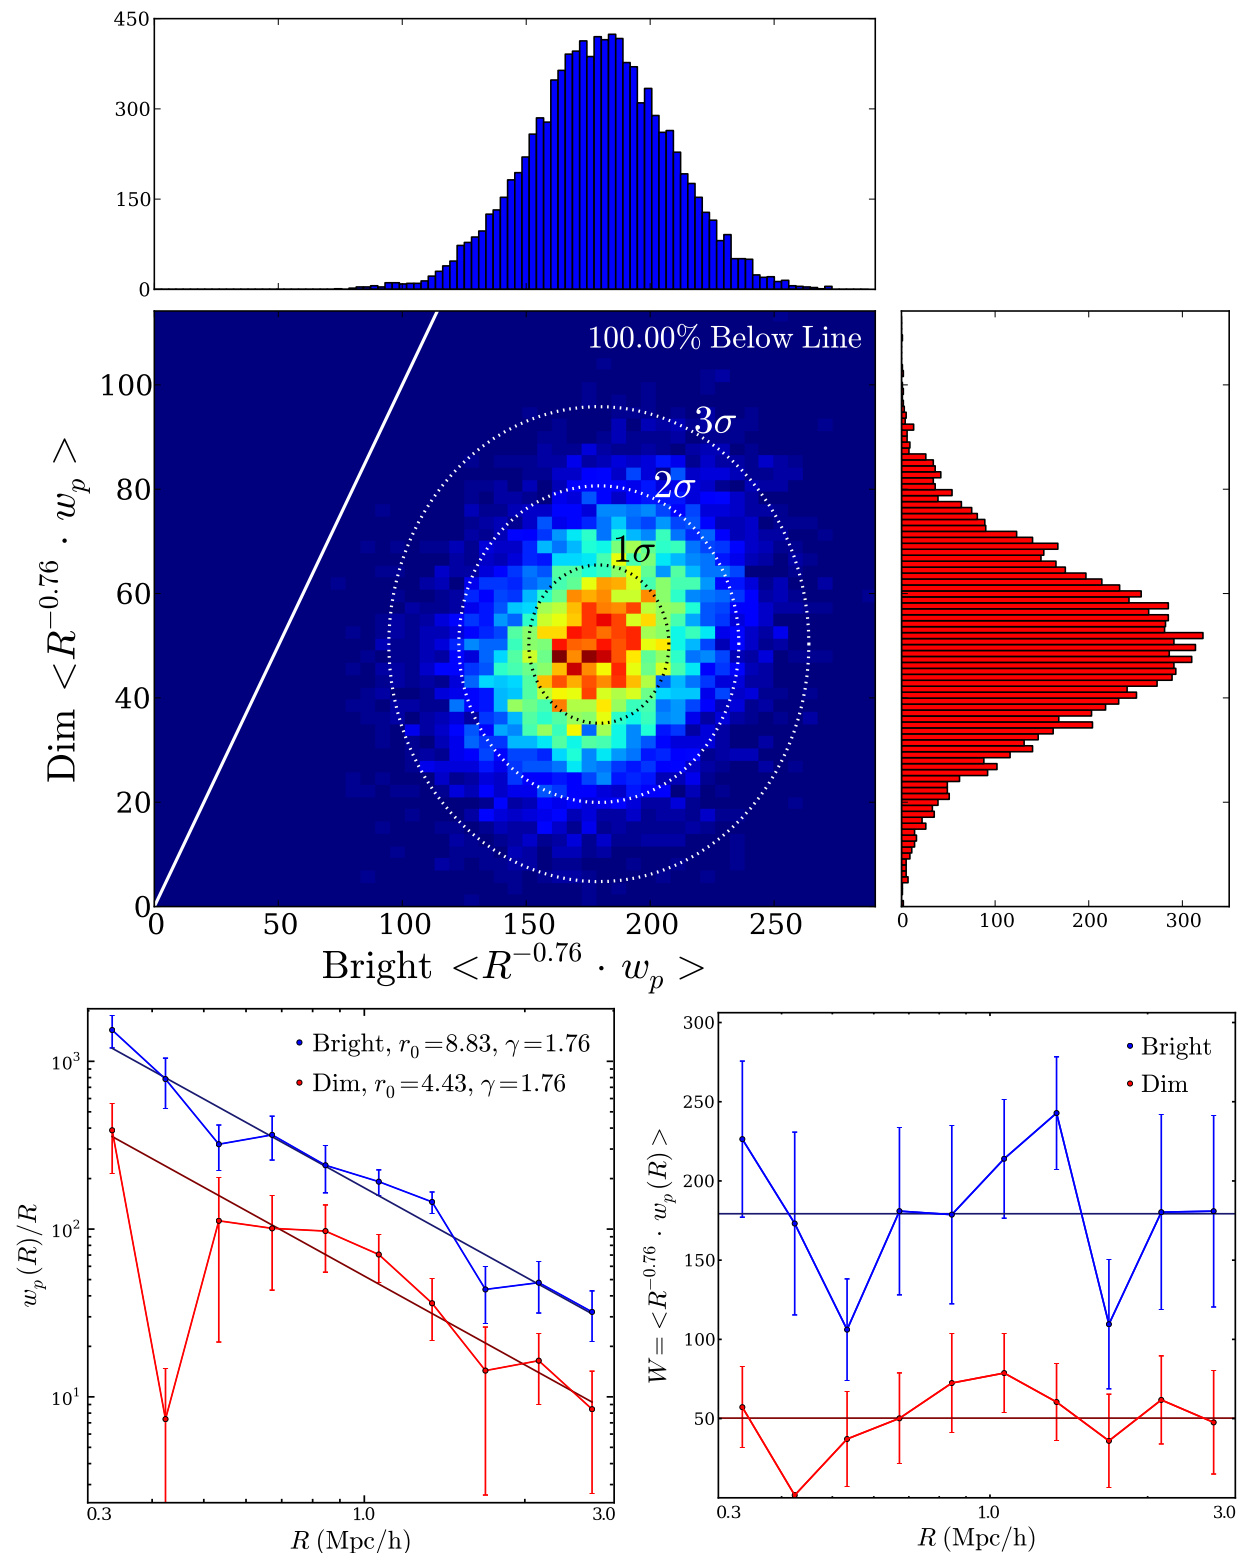 450
300
150
0
100.00% Below Line
3σ
2σ
1σ
100
80
60
40
20
0
Dim <R^−0.76 · w_p>
0 50 100 150 200 250
Bright <R^−0.76 · w_p>
0 100 200 300
Bright, r_0=8.83, γ=1.76
Dim, r_0=4.43, γ=1.76
10^3
10^2
10^1
w_p(R)/R
0.3 1.0 3.0
R (Mpc/h)
Bright
Dim
300
250
200
150
100
50
W=<R^−0.76 · w_p(R)>
0.3 1.0 3.0
R (Mpc/h)